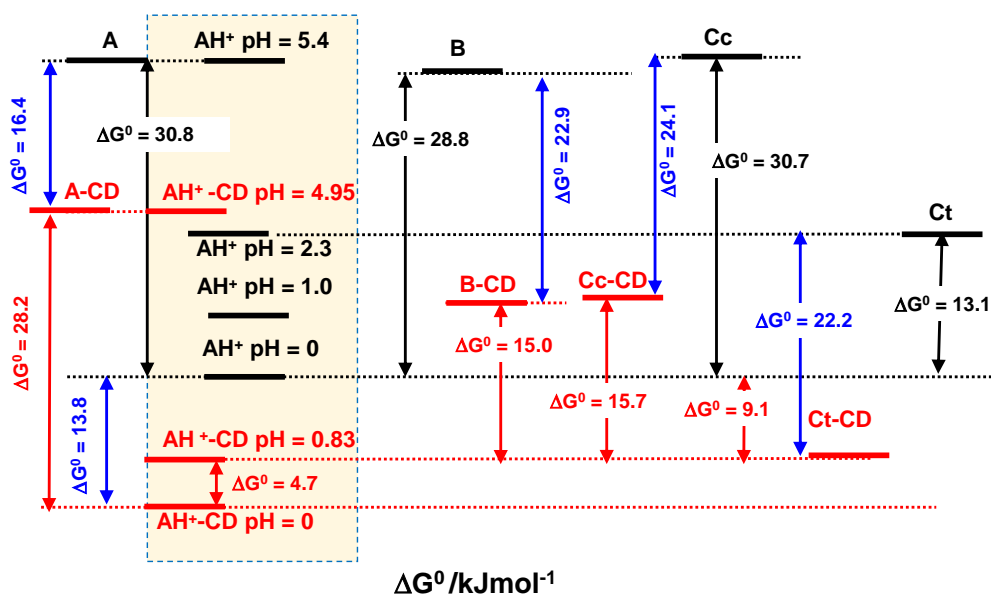 A
AH⁺ pH = 5.4
B
Cc
ΔG⁰ = 16.4
ΔG⁰ = 30.8
ΔG⁰ = 28.8
ΔG⁰ = 22.9
ΔG⁰ = 24.1
ΔG⁰ = 30.7
A-CD
AH⁺ -CD pH = 4.95
Ct
AH⁺ pH = 2.3
B-CD
Cc-CD
AH⁺ pH = 1.0
ΔG⁰ = 22.2
ΔG⁰ = 13.1
ΔG⁰ = 28.2
AH⁺ pH = 0
ΔG⁰ = 15.0
ΔG⁰ = 15.7
ΔG⁰ = 9.1
Ct-CD
ΔG⁰ = 13.8
AH ⁺-CD pH = 0.83
ΔG⁰ = 4.7
AH⁺-CD pH = 0
ΔG⁰ /kJmol⁻¹